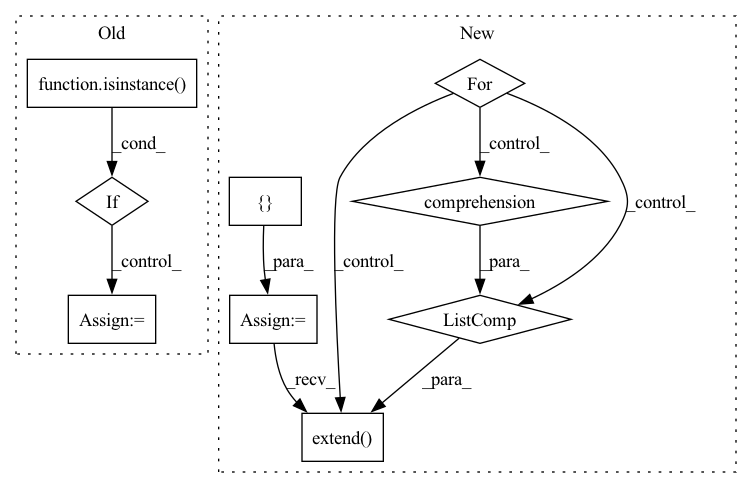 Old
New
function.isinstance()
For
_cond_
_control_
If
{}
comprehension
_control_
_control_
_control_
_para_
_para_
Assign:=
Assign:=
ListComp
_recv_
_para_
extend()